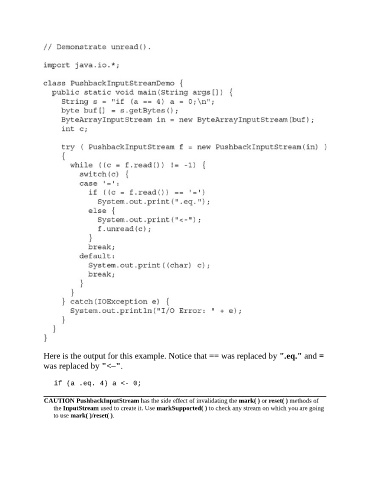 // Demonstrate unread().
import java.io.*;
class PushbackInputStreamDemo {
public static void main(String args[]) {
String s = "if (a == 4) a = 0;\n";
byte buf[] = s.getBytes();
ByteArrayInputStream in = new ByteArrayInputStream(buf);
int c;
try ( PushbackInputStream f = new PushbackInputStream(in) )
{
while ((c = f.read()) != -1) {
switch(c) {
case '=':
if ((c = f.read()) == '=')
System.out.print(".eq.");
else {
System.out.print("<-");
f.unread(c);
}
break;
default:
System.out.print((char) c);
break;
}
}
} catch(IOException e) {
System.out.println("I/O Error: " + e);
}
}
}
Here is the output for this example. Notice that == was replaced by ".eq." and =
was replaced by "<–".
if (a .eq. 4) a <- 0;
CAUTION PushbackInputStream has the side effect of invalidating the mark( ) or reset( ) methods of
the InputStream used to create it. Use markSupported( ) to check any stream on which you are going
to use mark( )/reset( ).